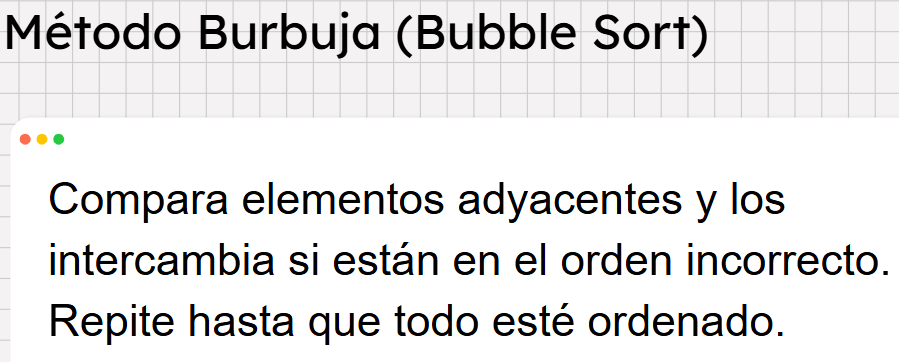 Método Burbuja (Bubble Sort)
Compara elementos adyacentes y los
intercambia si están en el orden incorrecto.
Repite hasta que todo esté ordenado.